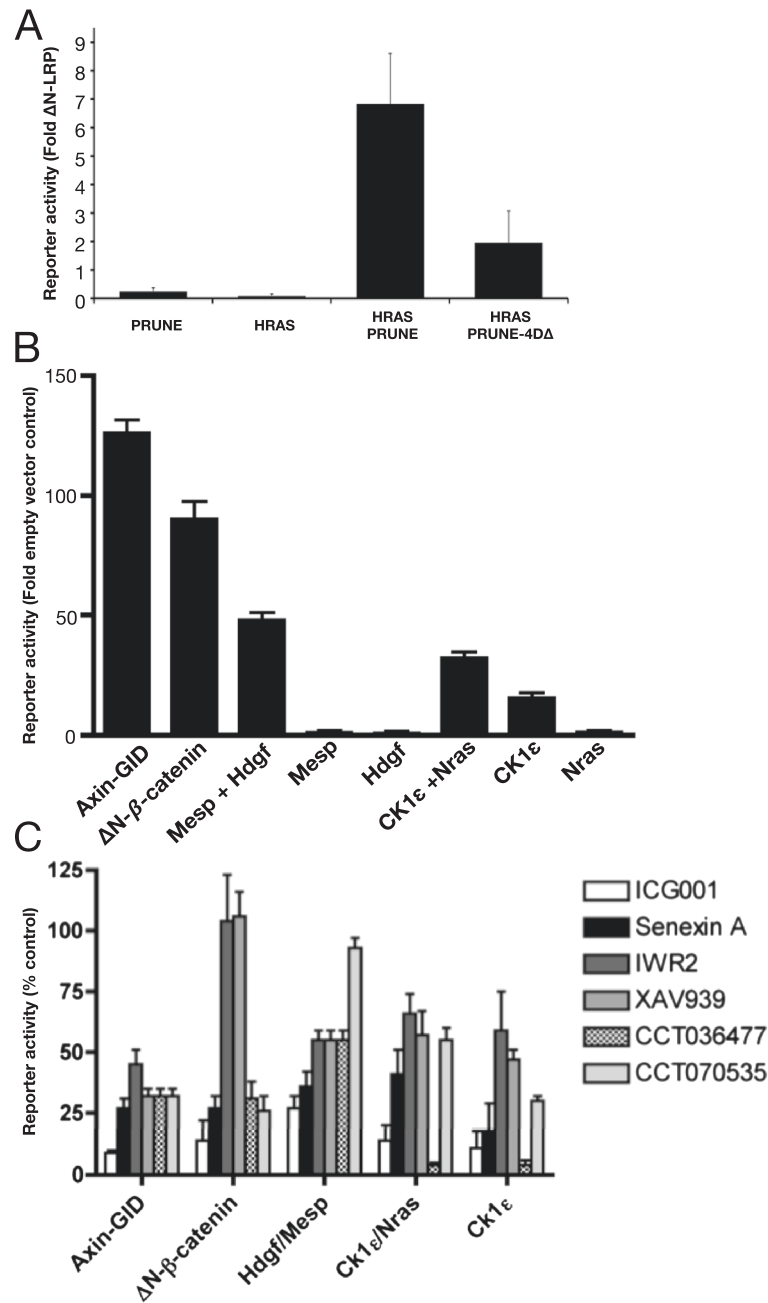 A
Reporter activity (Fold ΔN-LRP)
9
8
7
6
5
4
3
2
1
0
PRUNE
HRAS
HRAS
PRUNE
HRAS
PRUNE-4DΔ
B
Reporter activity (Fold empty vector control)
150
100
50
0
Axin-GID
ΔN-β-catenin
Mesp + Hdgf
Mesp
Hdgf
CK1ε +Nras
CK1ε
Nras
C
Reporter activity (% control)
125
100
75
50
25
0
Axin-GID
ΔN-β-catenin
Hdgf/Mesp
Ck1ε/Nras
Ck1ε
ICG001
Senexin A
IWR2
XAV939
CCT036477
CCT070535